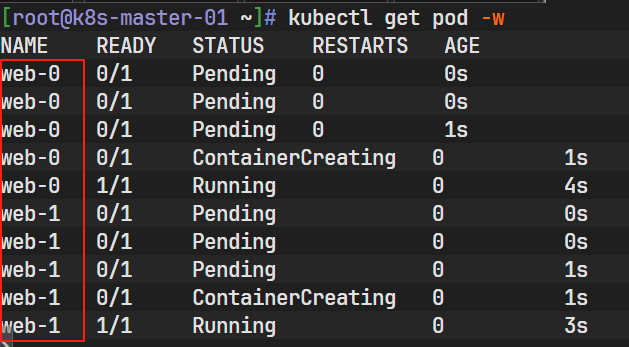 [root@k8s-master-01 ~]# kubectl get pod -w
NAME READY STATUS RESTARTS AGE
web-0 0/1 Pending 0 0s
web-0 0/1 Pending 0 0s
web-0 0/1 Pending 0 1s
web-0 0/1 ContainerCreating 0 1s
web-0 1/1 Running 0 4s
web-1 0/1 Pending 0 0s
web-1 0/1 Pending 0 0s
web-1 0/1 Pending 0 1s
web-1 0/1 ContainerCreating 0 1s
web-1 1/1 Running 0 3s